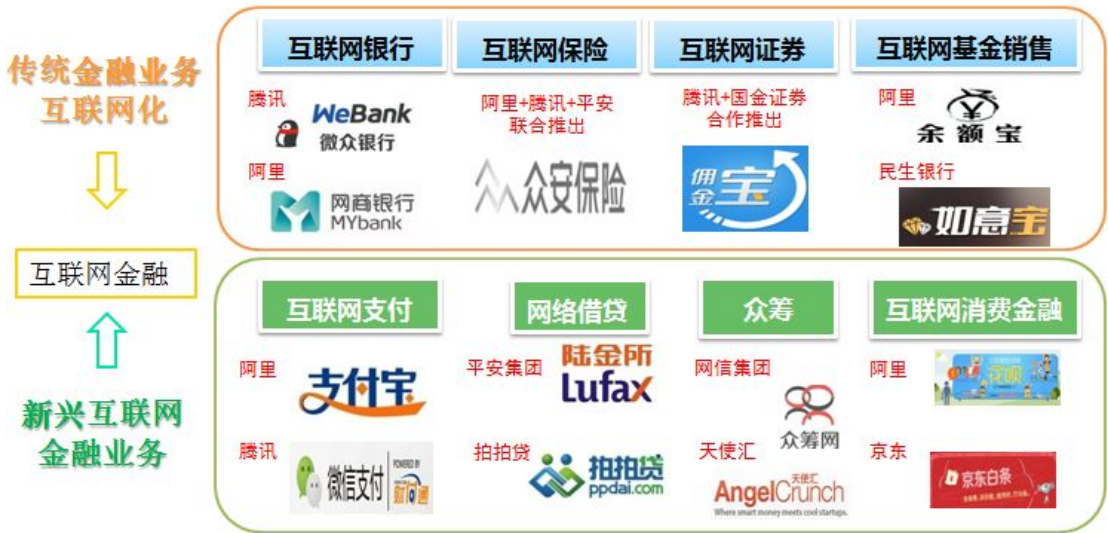 传统金融业务
互联网化
互联网金融
新兴互联网
金融业务
互联网银行
互联网保险
互联网证券
互联网基金销售
腾讯
WeBank
微众银行
阿里
网商银行
MYbank
阿里+腾讯+平安
联合推出
众安保险
腾讯+国金证券
合作推出
佣金宝
阿里
余额宝
民生银行
如意宝
互联网支付
网络借贷
众筹
互联网消费金融
阿里
支付宝
腾讯
微信支付
POWERED BY
财付通
平安集团
陆金所
Lufax
拍拍贷
拍拍贷
ppdai.com
网信集团
众筹网
天使汇
天使汇
AngelCrunch
Where smart money meets cool startups.
阿里
花呗
京东
京东白条